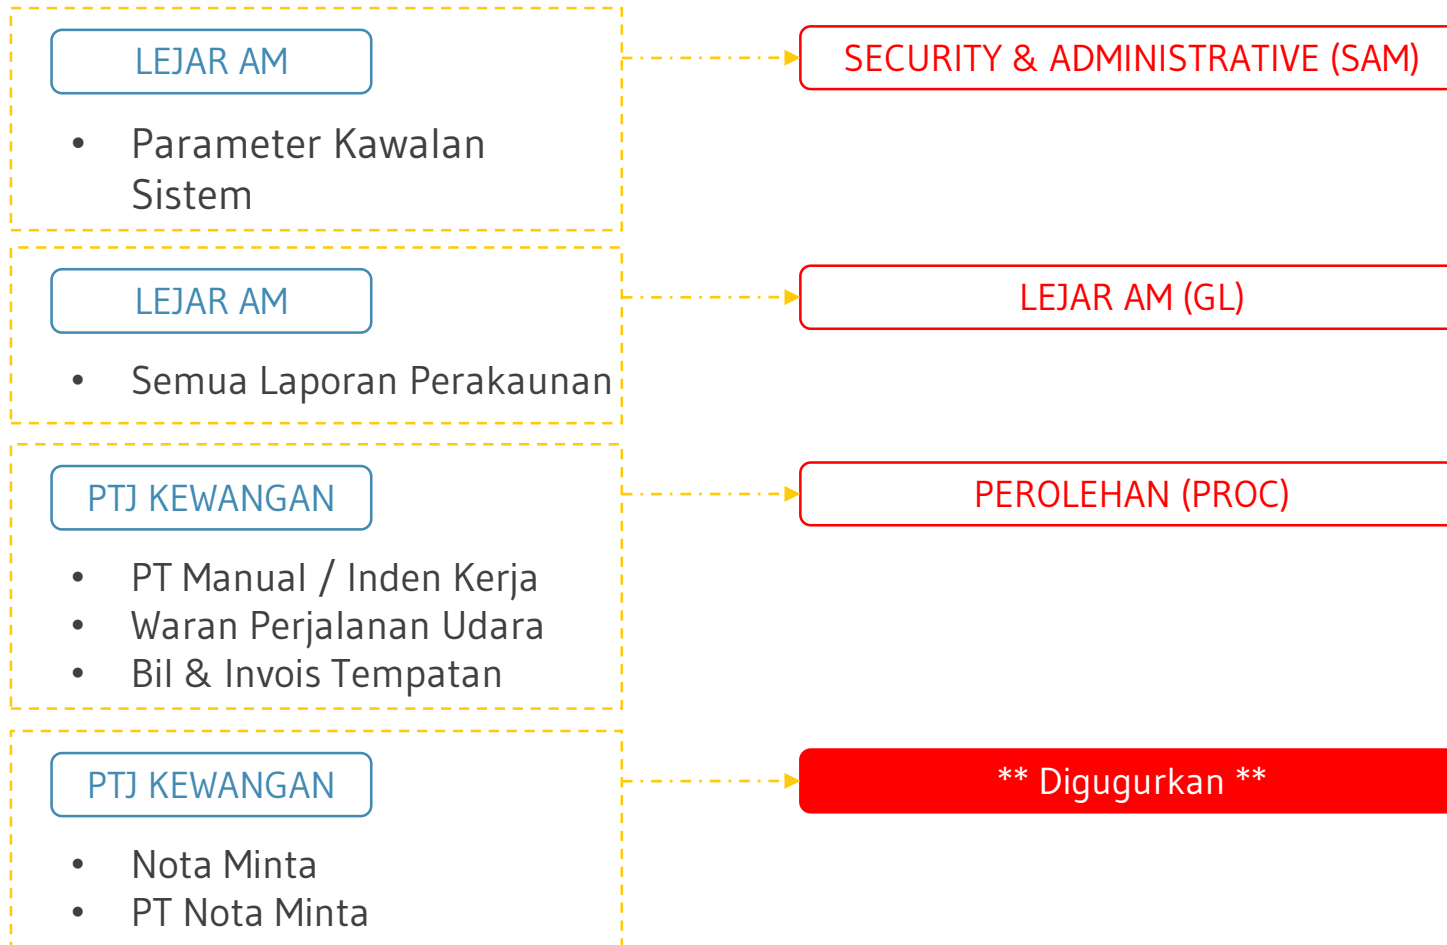 LEJAR AM
SECURITY & ADMINISTRATIVE (SAM)
• Parameter Kawalan
Sistem
LEJAR AM
LEJAR AM (GL)
• Semua Laporan Perakaunan
PTJ KEWANGAN
PEROLEHAN (PROC)
• PT Manual / Inden Kerja
• Waran Perjalanan Udara
• Bil & Invois Tempatan
PTJ KEWANGAN
** Digugurkan **
• Nota Minta
• PT Nota Minta